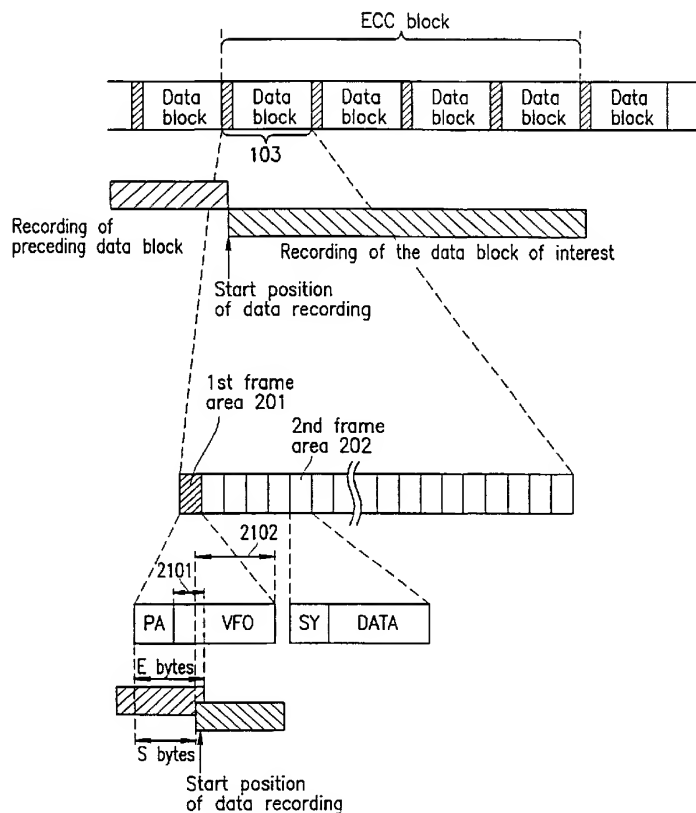 ECC block
Data block
Data block
Data block
Data block
Data block
Data block
103
Recording of preceding data block
Recording of the data block of interest
Start position of data recording
1st frame area 201
2nd frame area 202
2102
2101
PA
VFO
SY
DATA
E bytes
S bytes
Start position of data recording